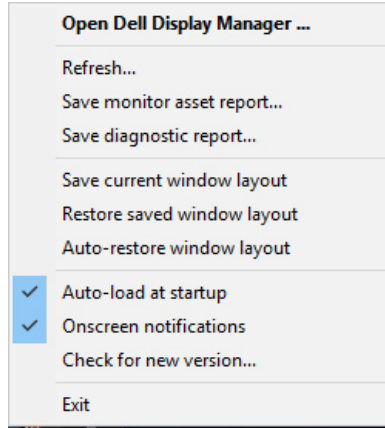 Open Dell Display Manager ...
Refresh...
Save monitor asset report...
Save diagnostic report...
Save current window layout
Restore saved window layout
Auto-restore window layout
Auto-load at startup
Onscreen notifications
Check for new version...
Exit